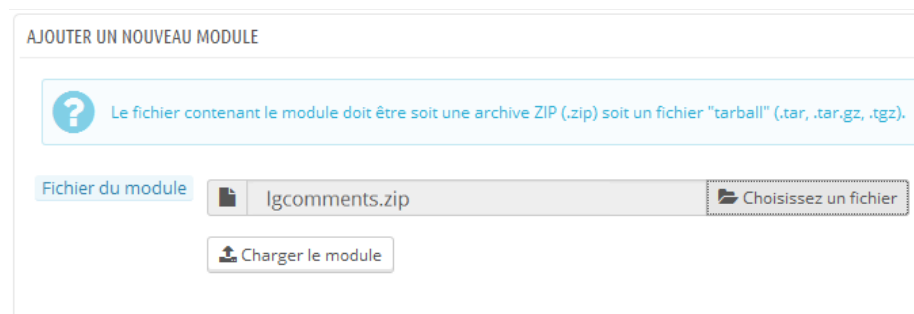 AJOUTER UN NOUVEAU MODULE
?
Le fichier contenant le module doit être soit une archive ZIP (.zip) soit un fichier "tarball" (.tar, .tar.gz, .tgz).
Fichier du module
lgcomments.zip
Choisissez un fichier
Charger le module